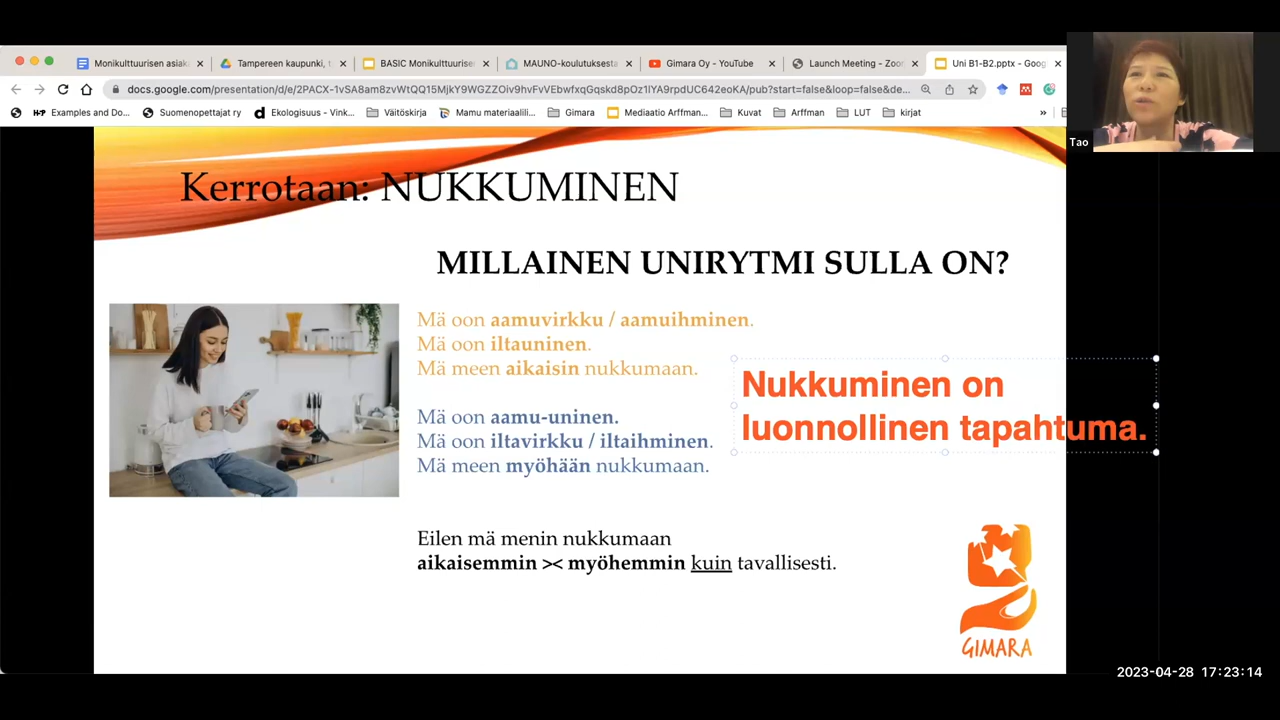 Monikulttuurisen asiak
Tampereen kaupunki, t
BASIC Monikulttuurise
MAUNO-koulutuksesta
Gimara Oy - YouTube
Launch Meeting - Zoon
Uni B1-B2.pptx - Goog
docs.google.com/presentation/d/e/2PACX-1vSA8am8zvWtQQ15MjkY9WGZZOiv9hvFvVEbwfxqGqskd8pOz1IYA9rpdUC642eoKA/pub?start=false&loop=false&de...
H-P Examples and Do...
Suomenopettajat ry
Ekologisuus - Vink...
Väitöskirja
Mamu materiaalili...
Gimara
Mediaatio Arffman...
Kuvat
Arffman
LUT
kirjat
»
Tao
Kerrotaan: NUKKUMINEN
MILLAINEN UNIRYTMI SULLA ON?
Mä oon aamuvirkku / aamuihminen.
Mä oon iltauninen.
Mä meen aikaisin nukkumaan.
Nukkuminen on
luonnollinen tapahtuma.
Mä oon aamu-uninen.
Mä oon iltavirkku / iltaihminen.
Mä meen myöhään nukkumaan.
Eilen mä menin nukkumaan
aikaisemmin >< myöhemmin kuin tavallisesti.
GIMARA
2023-04-28 17:23:14